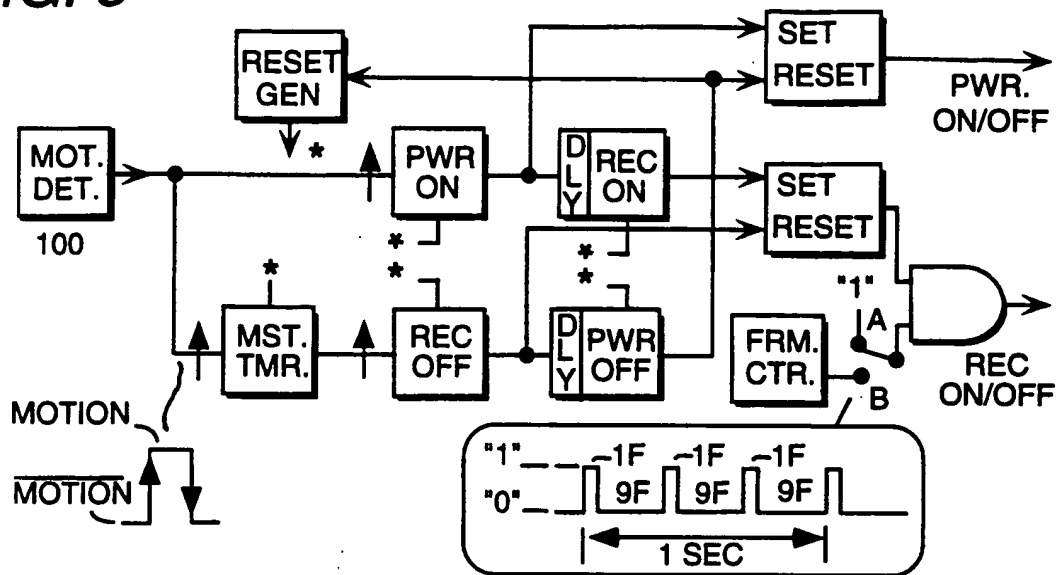 RESET
GEN
*
MOT.
DET.
100
PWR
ON
*
D
L
Y
REC
ON
*
SET
RESET
PWR.
ON/OFF
SET
RESET
*
MST.
TMR.
*
REC
OFF
*
D
L
Y
PWR
OFF
FRM.
CTR.
"1"
A
B
REC
ON/OFF
MOTION
MOTION
"1"
"0"
1F
1F
1F
9F
9F
9F
1 SEC